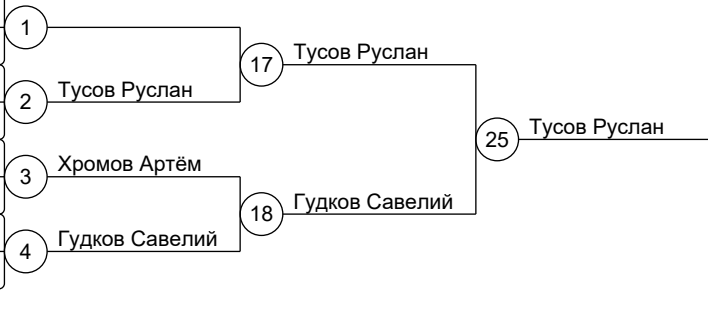 1
17
Тусов Руслан
2
Тусов Руслан
25
Тусов Руслан
3
Хромов Артём
18
Гудков Савелий
4
Гудков Савелий